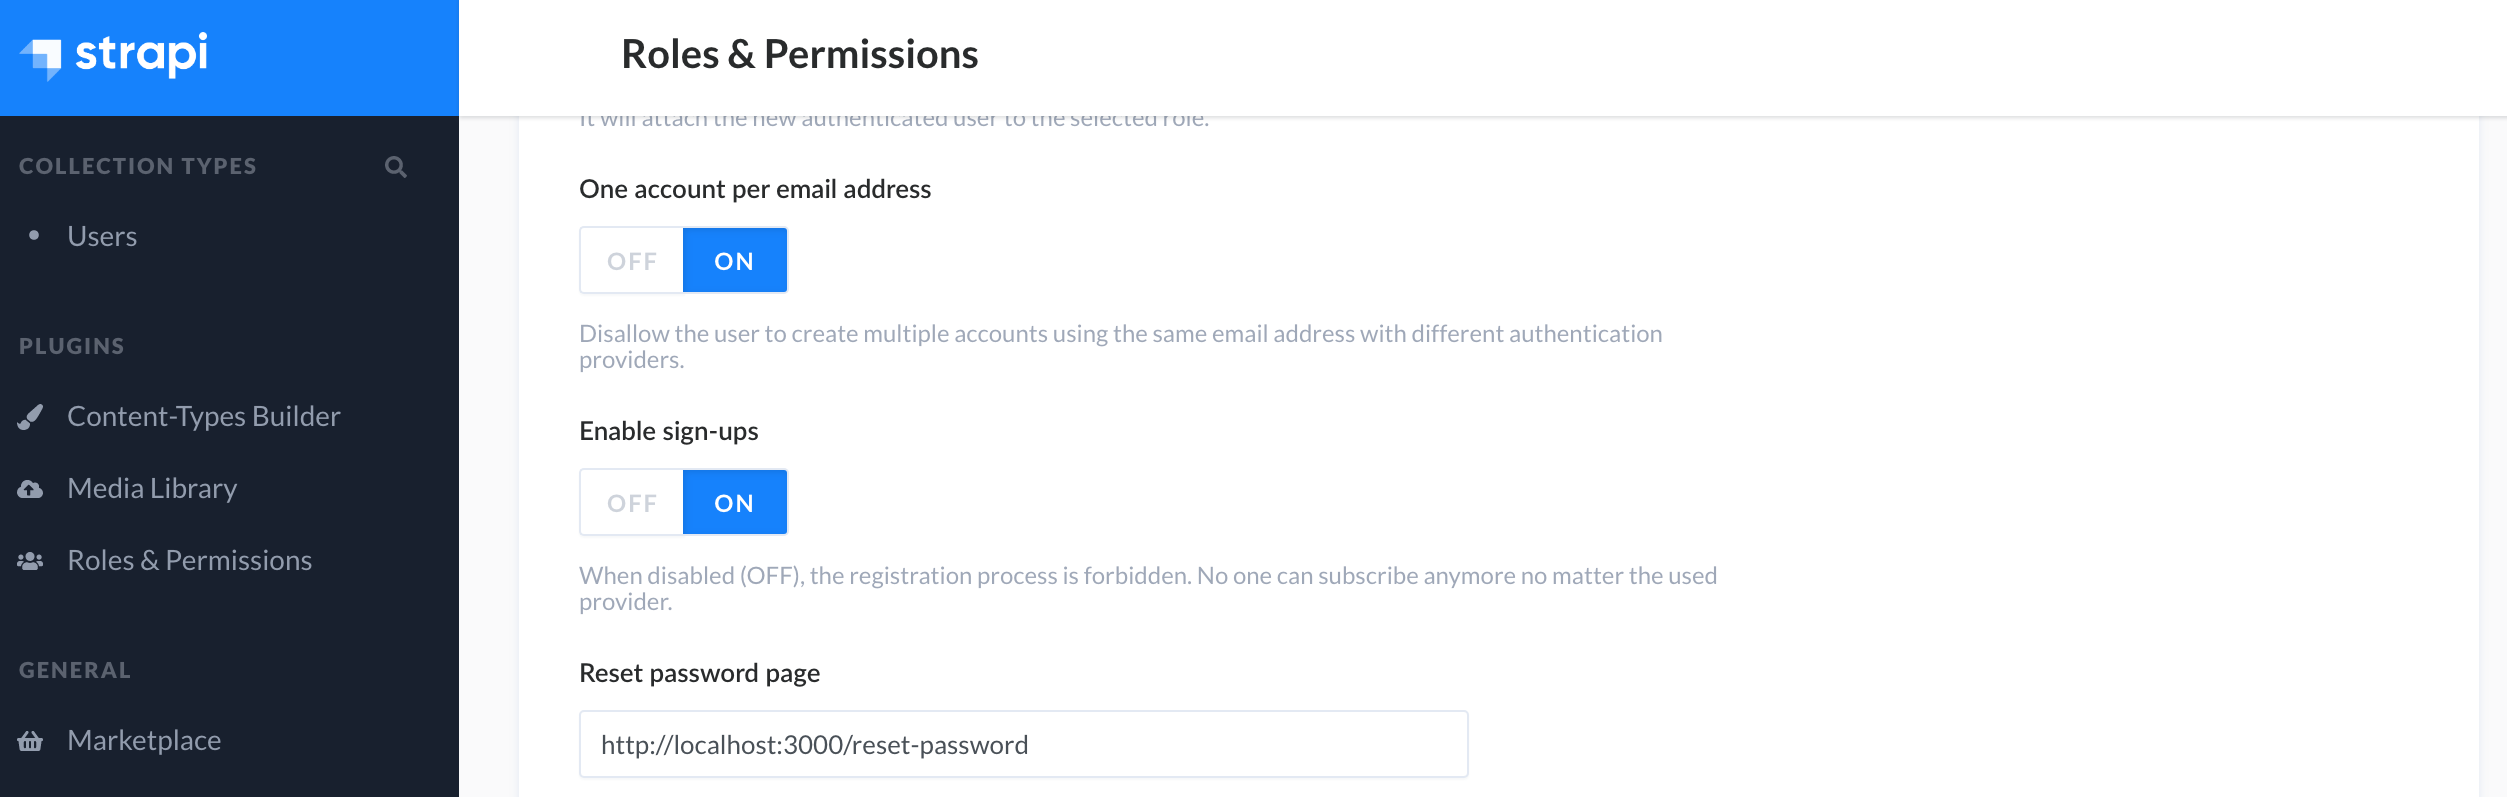 strapi
Roles & Permissions
COLLECTION TYPES
Users
PLUGINS
Content-Types Builder
Media Library
Roles & Permissions
GENERAL
Marketplace
It will attach the new authenticated user to the selected role.
One account per email address
OFF ON
Disallow the user to create multiple accounts using the same email address with different authentication
providers.
Enable sign-ups
OFF ON
When disabled (OFF), the registration process is forbidden. No one can subscribe anymore no matter the used
provider.
Reset password page
http://localhost:3000/reset-password